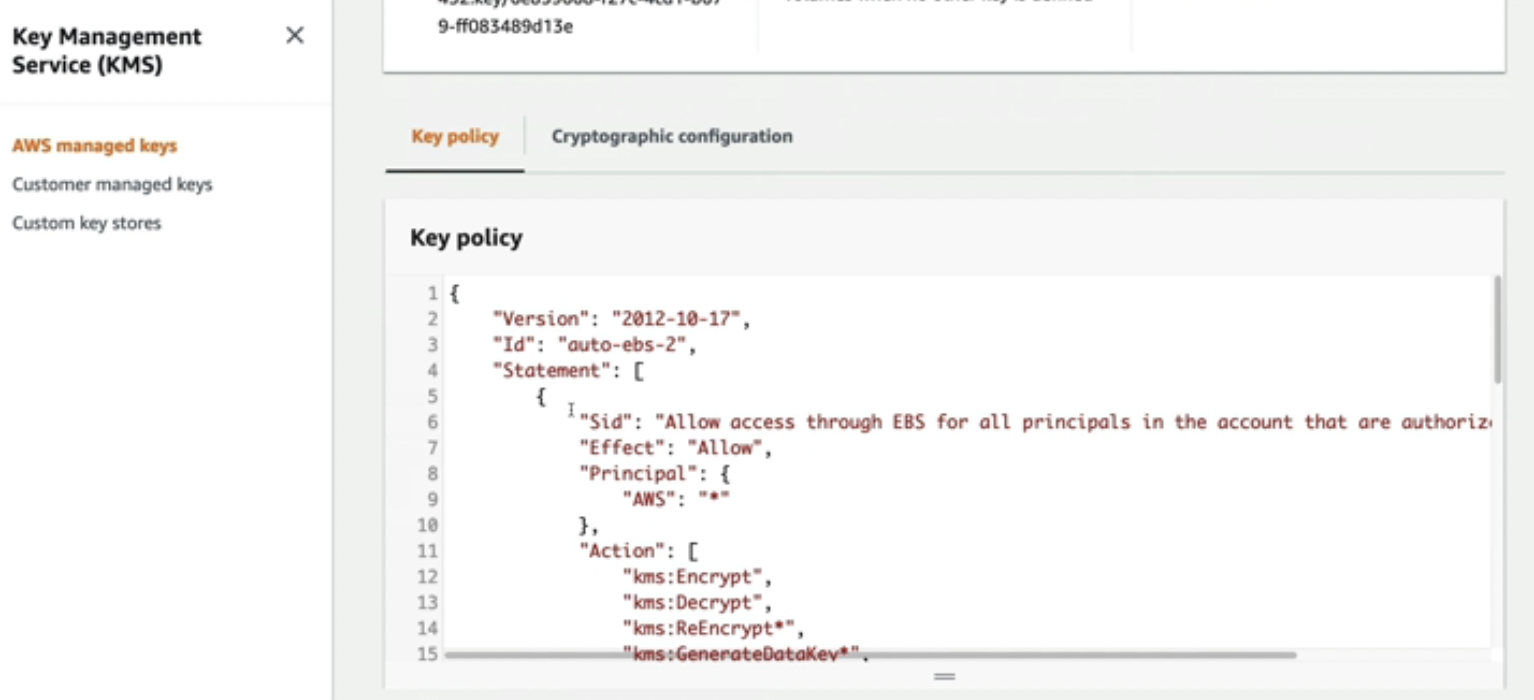 9-ff083489d13e
Key Management
Service (KMS)
AWS managed keys
Customer managed keys
Custom key stores
Key policy
Cryptographic configuration
Key policy
1 {
2 "Version": "2012-10-17",
3 "Id": "auto-ebs-2",
4 "Statement": [
5 {
6 "Sid": "Allow access through EBS for all principals in the account that are
7 "Effect": "Allow",
8 "Principal": {
9 "AWS": "*"
10 },
11 "Action": [
12 "kms:Encrypt",
13 "kms:Decrypt",
14 "kms:ReEncrypt*",
15 "kms:GenerateDataKey*",